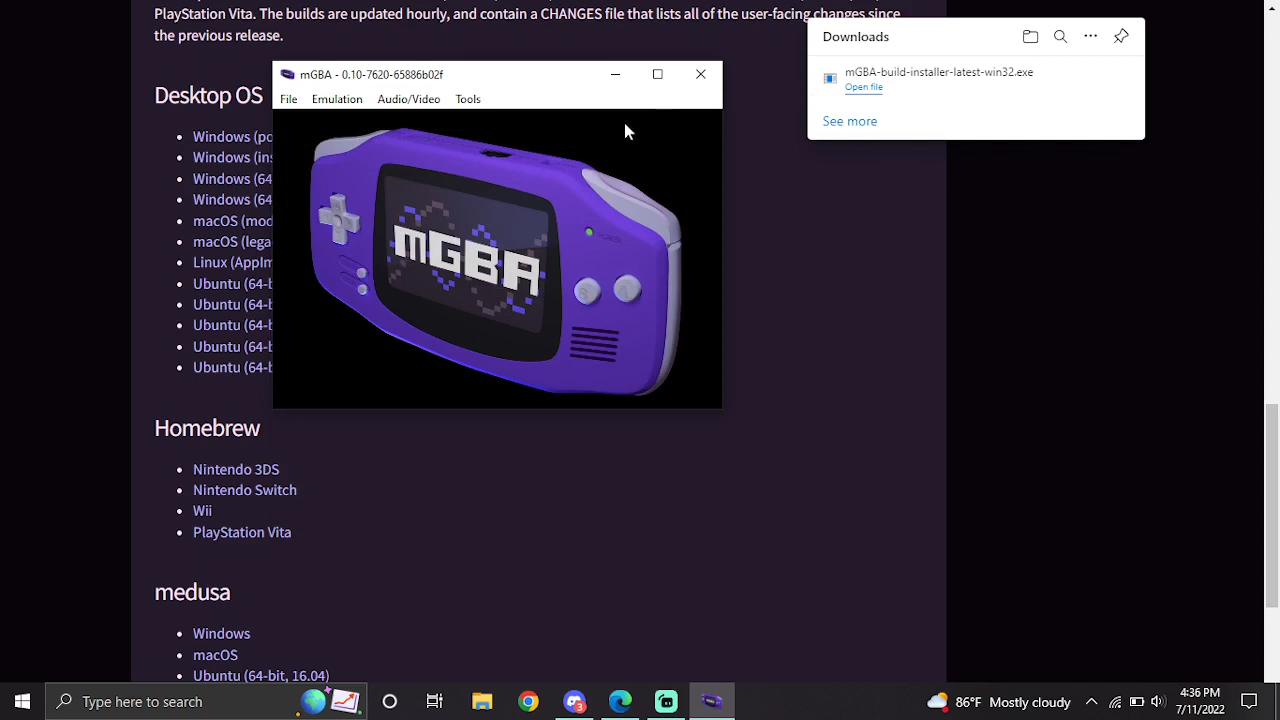 PlayStation Vita. The builds are updated hourly, and contain a CHANGES file that lists all of the user-facing changes since
the previous release.
Downloads
mGBA-build-installer-latest-win32.exe
Open file
See more
mGBA - 0.10-7620-65886b02f
File Emulation Audio/Video Tools
mGBA
Desktop OS
Windows (po
Windows (ins
Windows (64
Windows (64
macOS (mod
macOS (lega
Linux (AppIm
Ubuntu (64-b
Ubuntu (64-b
Ubuntu (64-b
Ubuntu (64-b
Ubuntu (64-b
Homebrew
Nintendo 3DS
Nintendo Switch
Wii
PlayStation Vita
medusa
Windows
macOS
Ubuntu (64-bit, 16.04)
Type here to search
3
86°F Mostly cloudy
4:36 PM
7/11/2022